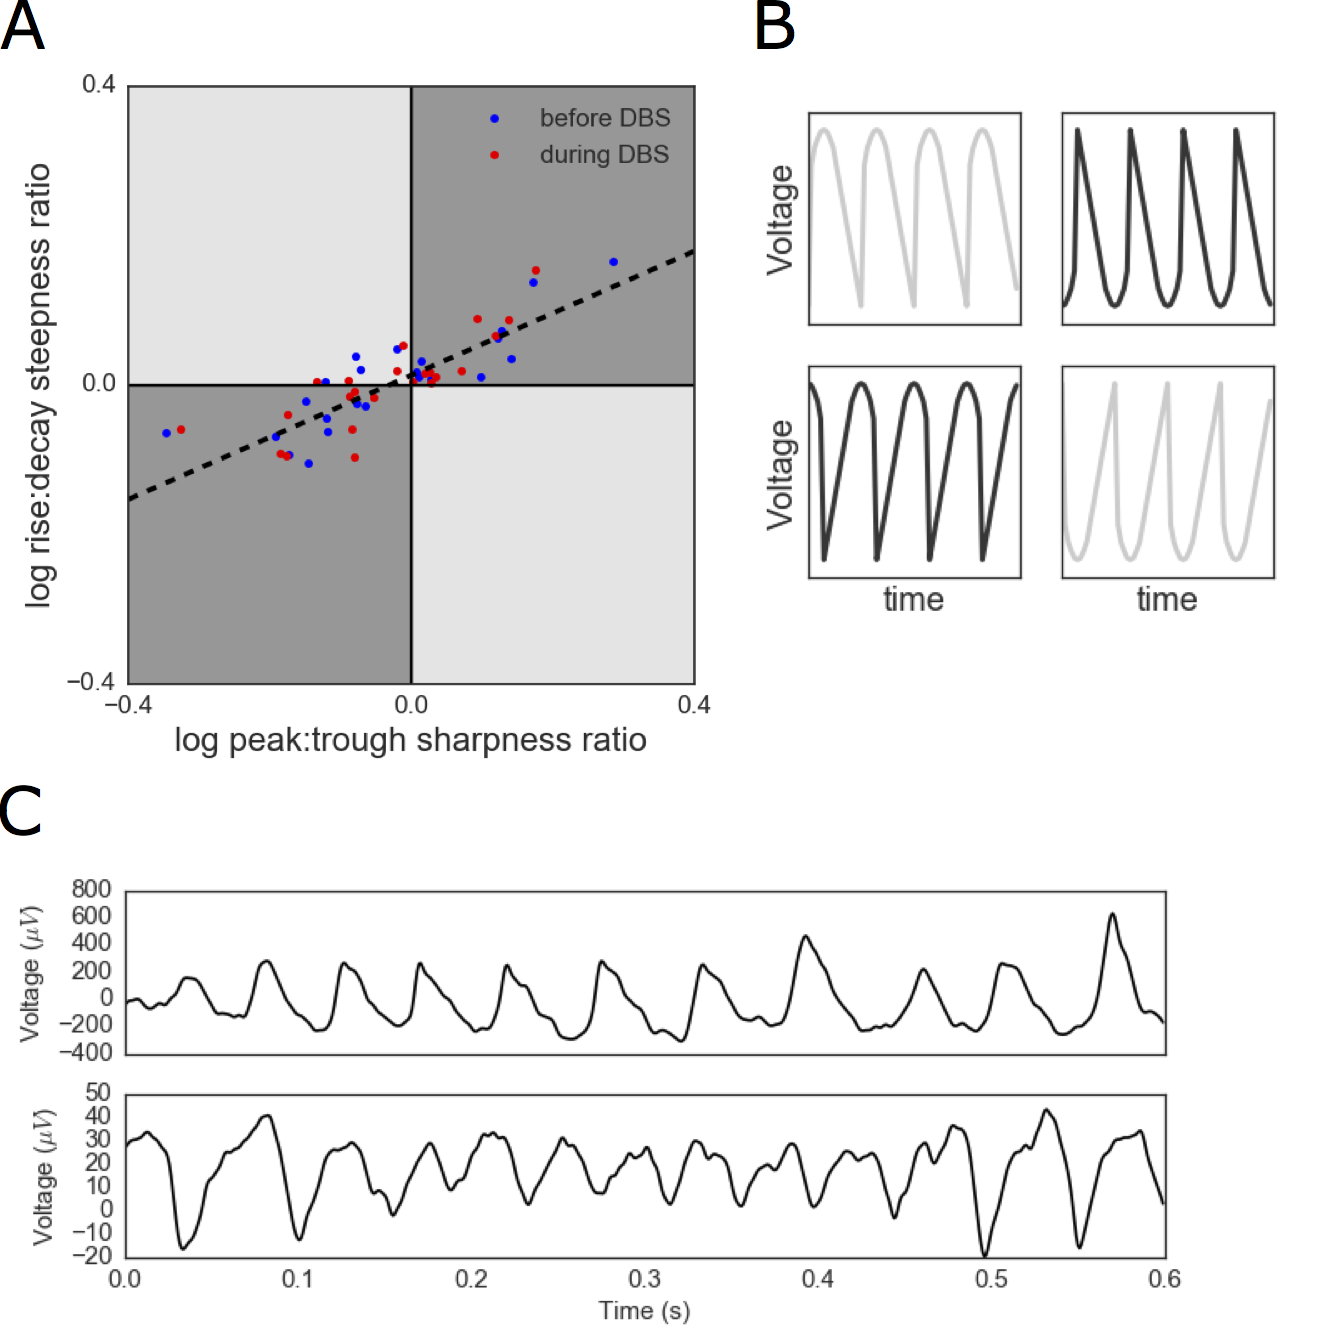 A
B
0.4
before DBS
during DBS
log rise:decay steepness ratio
0.0
−0.4
−0.4
0.0
0.4
log peak:trough sharpness ratio
Voltage
Voltage
time
time
C
800
600
400
200
0
−200
−400
Voltage (μV)
50
40
30
20
10
0
−10
−20
Voltage (μV)
0.0
0.1
0.2
0.3
0.4
0.5
0.6
Time (s)